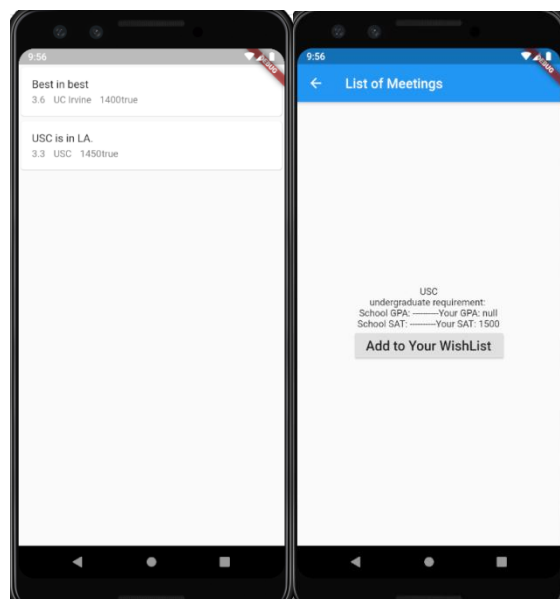 9:56
DEBUG
Best in best
3.6 UC Irvine 1400true
USC is in LA.
3.3 USC 1450true
9:56
DEBUG
List of Meetings
USC
undergraduate requirement:
School GPA: ---------Your GPA: null
School SAT: ---------Your SAT: 1500
Add to Your WishList